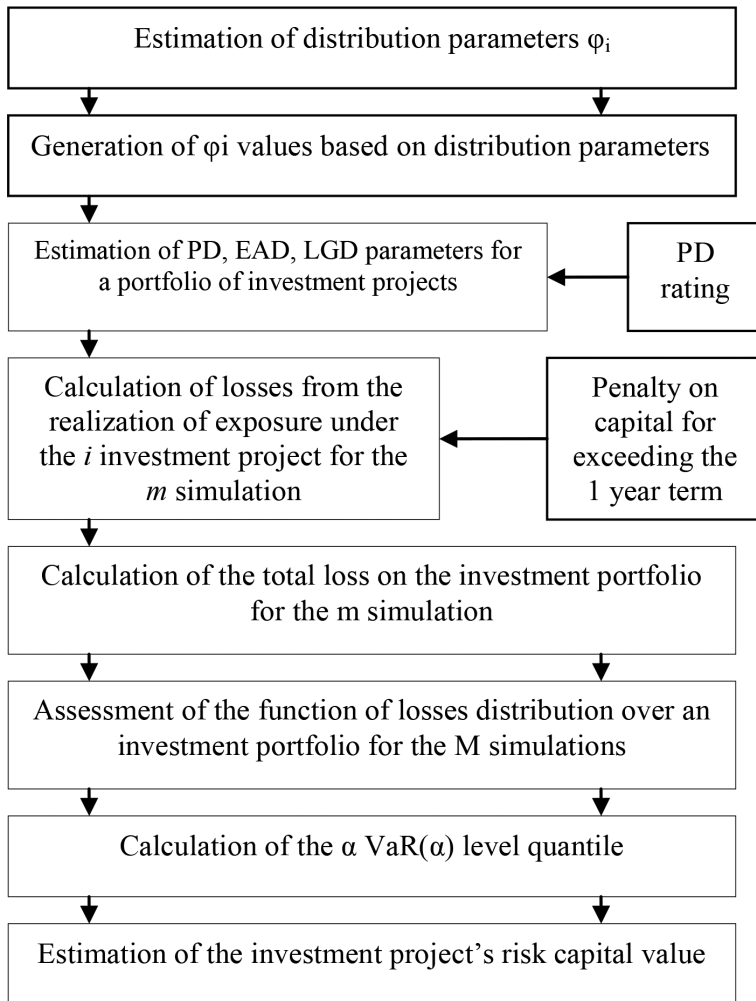 Estimation of distribution parameters φi
Generation of φi values based on distribution parameters
Estimation of PD, EAD, LGD parameters for
a portfolio of investment projects
PD
rating
Calculation of losses from the
realization of exposure under
the i investment project for the
m simulation
Penalty on
capital for
exceeding the
1 year term
Calculation of the total loss on the investment portfolio
for the m simulation
Assessment of the function of losses distribution over an
investment portfolio for the M simulations
Calculation of the α VaR(α) level quantile
Estimation of the investment project’s risk capital value